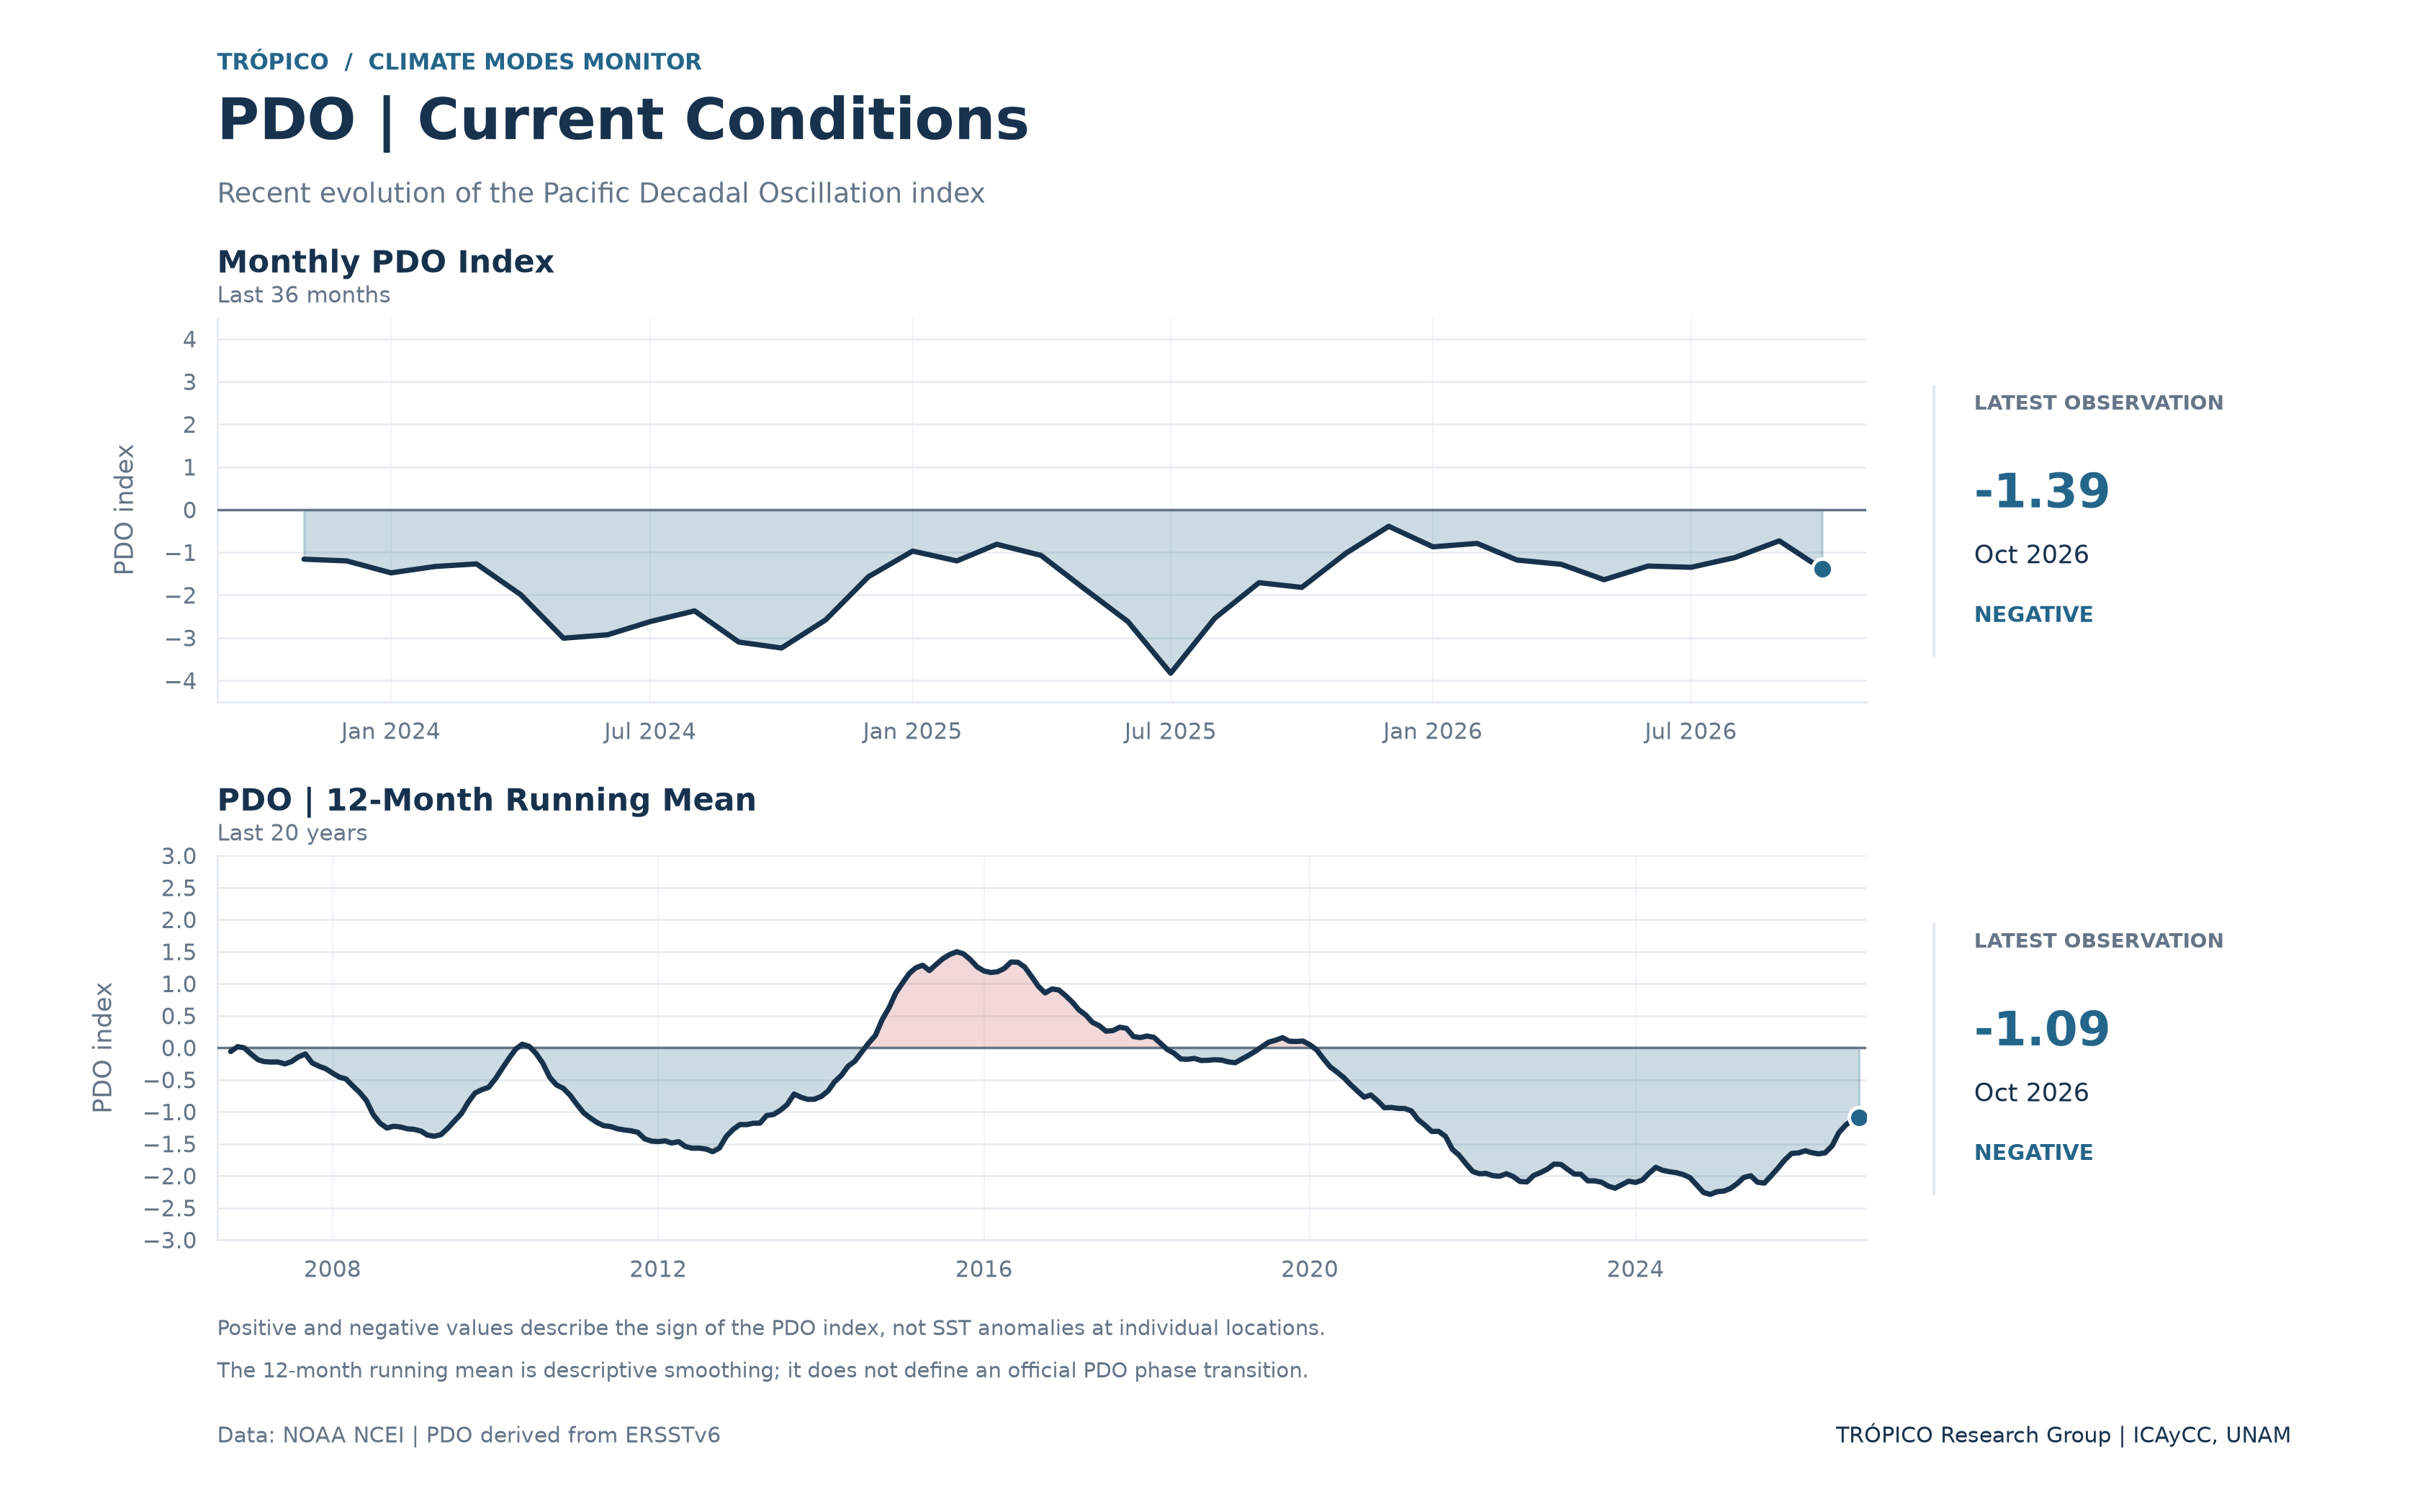 TRÓPICO / CLIMATE MODES MONITOR
PDO | Current Conditions
Recent evolution of the Pacific Decadal Oscillation index
Monthly PDO Index
Last 36 months
PDO index
4
3
2
1
0
−1
−2
−3
−4
Jan 2024 Jul 2024 Jan 2025 Jul 2025 Jan 2026 Jul 2026
LATEST OBSERVATION
-1.39
Oct 2026
NEGATIVE
PDO | 12-Month Running Mean
Last 20 years
PDO index
3.0
2.5
2.0
1.5
1.0
0.5
0.0
−0.5
−1.0
−1.5
−2.0
−2.5
−3.0
2008 2012 2016 2020 2024
LATEST OBSERVATION
-1.09
Oct 2026
NEGATIVE
Positive and negative values describe the sign of the PDO index, not SST anomalies at individual locations.
The 12-month running mean is descriptive smoothing; it does not define an official PDO phase transition.
Data: NOAA NCEI | PDO derived from ERSSTv6
TRÓPICO Research Group | ICAyCC, UNAM